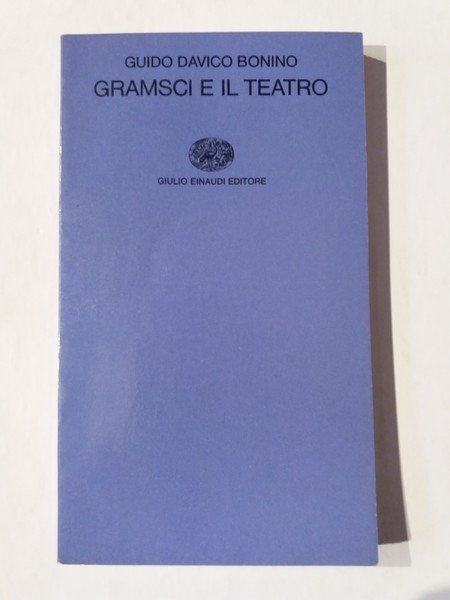 GUIDO DAVICO BONINO
GRAMSCI E IL TEATRO
GIULIO EINAUDI EDITORE